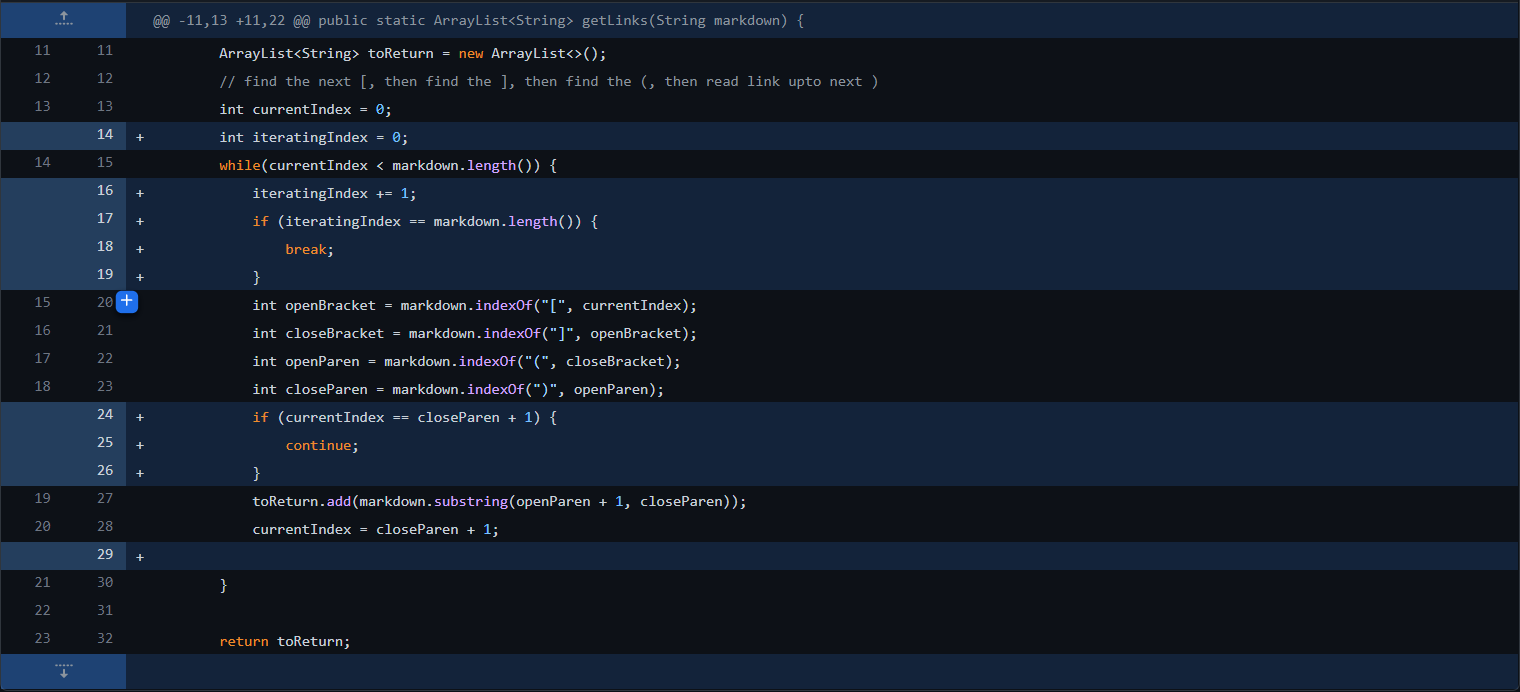 @@ -11,13 +11,22 @@ public static ArrayList<String> getLinks(String markdown) {
11 11 ArrayList<String> toReturn = new ArrayList<>();
12 12 // find the next [, then find the ], then find the (, then read link upto next )
13 13 int currentIndex = 0;
14 + int iteratingIndex = 0;
14 15 while(currentIndex < markdown.length()) {
16 + iteratingIndex += 1;
17 + if (iteratingIndex == markdown.length()) {
18 + break;
19 + }
15 20 + int openBracket = markdown.indexOf("[", currentIndex);
16 21 int closeBracket = markdown.indexOf("]", openBracket);
17 22 int openParen = markdown.indexOf("(", closeBracket);
18 23 int closeParen = markdown.indexOf(")", openParen);
24 + if (currentIndex == closeParen + 1) {
25 + continue;
26 + }
19 27 toReturn.add(markdown.substring(openParen + 1, closeParen));
20 28 currentIndex = closeParen + 1;
29 +
21 30 }
22 31
23 32 return toReturn;